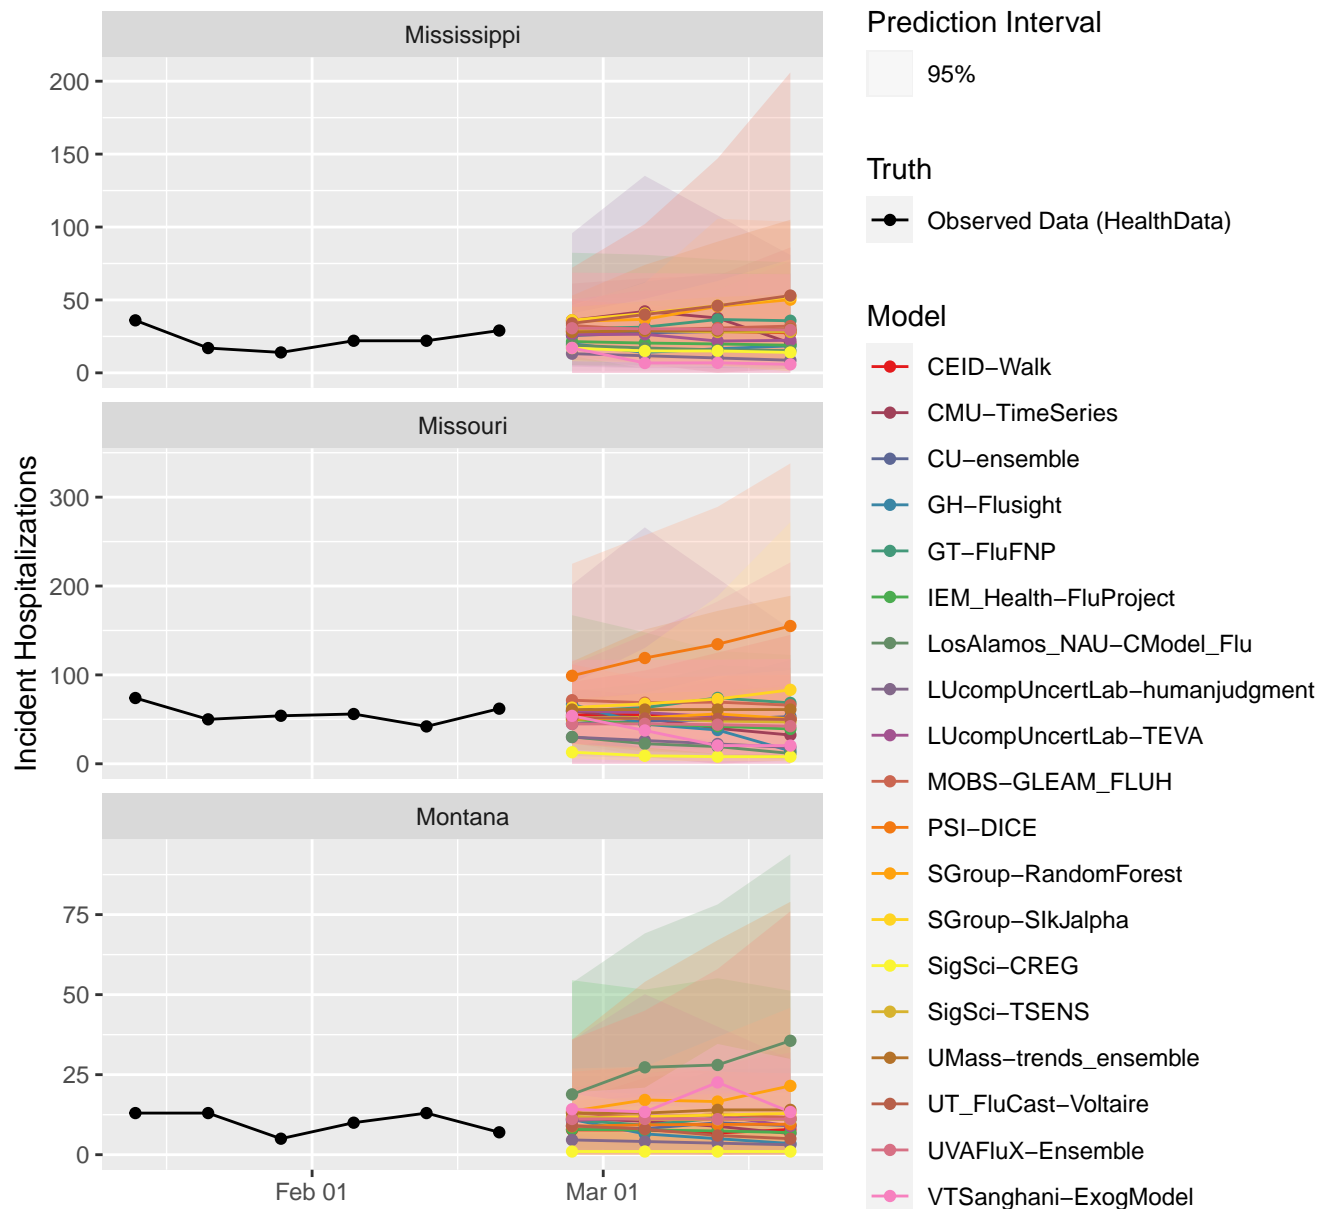 Mississippi
200
150
100
50
0
Missouri
300
200
100
0
Montana
75
50
25
0
Feb 01
Mar 01
Incident Hospitalizations
Prediction Interval
95%
Truth
Observed Data (HealthData)
Model
CEID−Walk
CMU−TimeSeries
CU−ensemble
GH−Flusight
GT−FluFNP
IEM_Health−FluProject
LosAlamos_NAU−CModel_Flu
LUcompUncertLab−humanjudgment
LUcompUncertLab−TEVA
MOBS−GLEAM_FLUH
PSI−DICE
SGroup−RandomForest
SGroup−SIkJalpha
SigSci−CREG
SigSci−TSENS
UMass−trends_ensemble
UT_FluCast−Voltaire
UVAFluX−Ensemble
VTSanghani−ExogModel